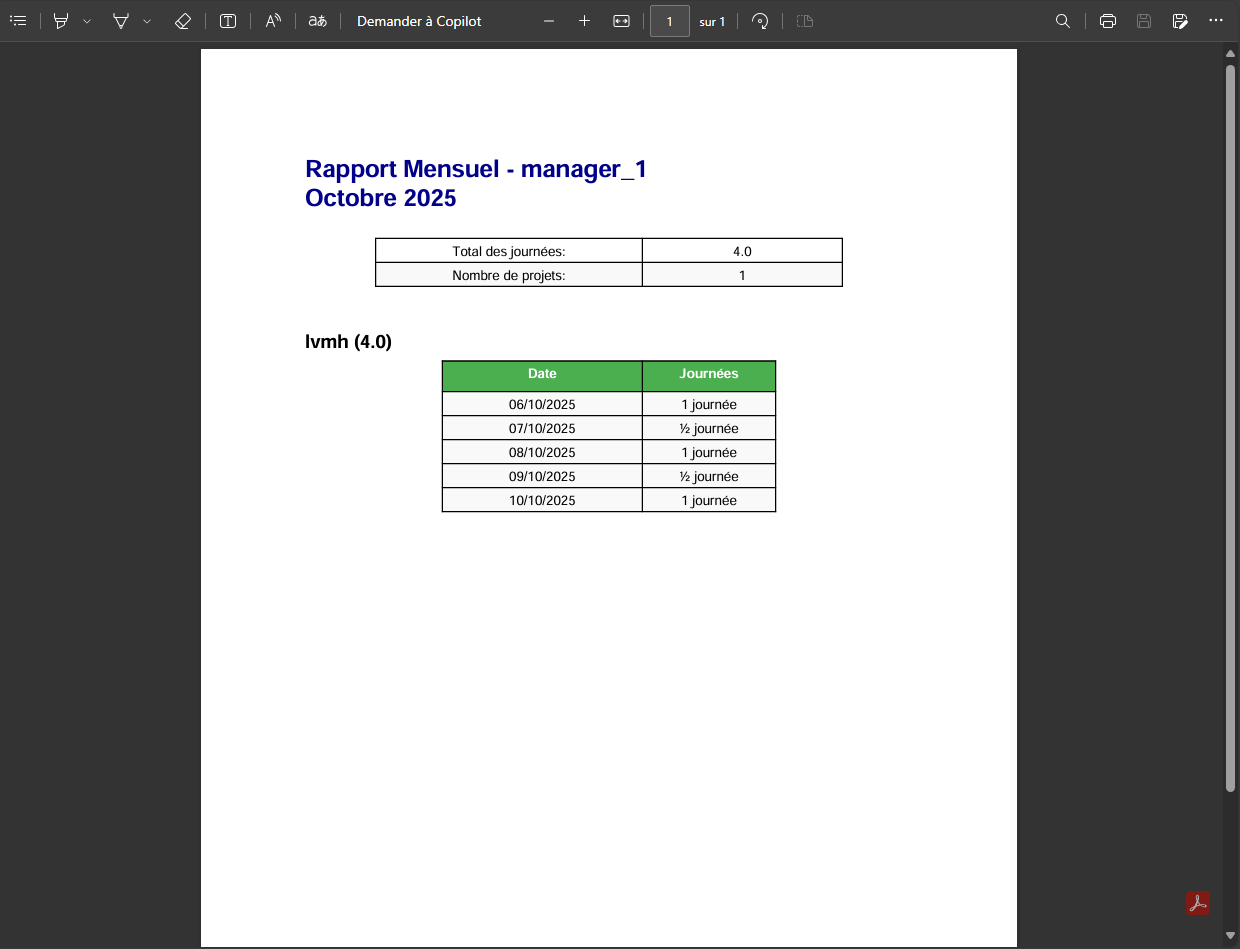 Demander à Copilot
1 sur 1
Rapport Mensuel - manager_1
Octobre 2025
Total des journées: 4.0
Nombre de projets: 1
lvmh (4.0)
Date Journées
06/10/2025 1 journée
07/10/2025 ½ journée
08/10/2025 1 journée
09/10/2025 ½ journée
10/10/2025 1 journée